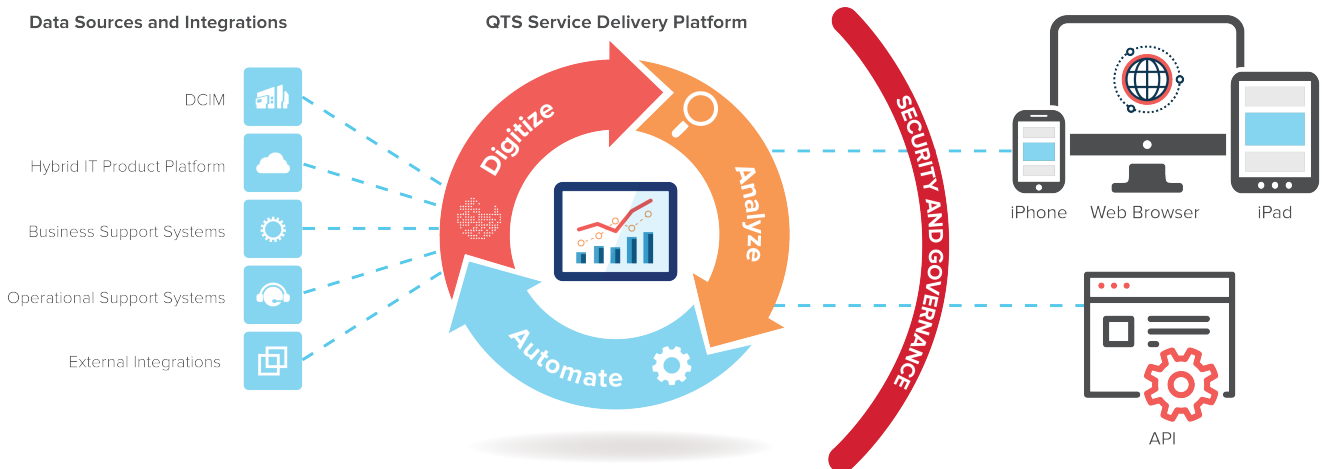 Data Sources and Integrations
DCIM
Hybrid IT Product Platform
Business Support Systems
Operational Support Systems
External Integrations
QTS Service Delivery Platform
Digitize
Analyze
Automate
SECURITY AND GOVERNANCE
iPhone
Web Browser
iPad
API